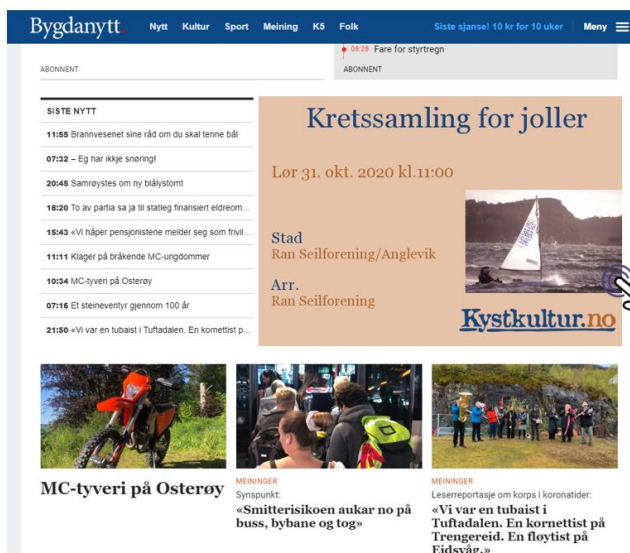 Bygdanytt.
Nytt Kultur Sport Meining K5 Folk
Siste sjanse! 10 kr for 10 uker
Meny
08:28 Fare for styrtregn
ABONNENT
ABONNENT
SISTE NYTT
11:55 Brannvesenet sine råd om du skal tenne bål
07:32 – Eg har ikkje snøring!
20:45 Samrøystes om ny blålystomt
18:20 To av partia sa ja til statleg finansiert eldreom...
15:43 «Vi håper pensjonistene melder seg som frivil...
11:11 Klager på bråkende MC-ungdommer
10:34 MC-tyveri på Osterøy
07:16 Et steineventyr gjennom 100 år
21:50 «Vi var en tubaist i Tuftadalen. En kornettist p...
Kretssamling for joller
Lør 31. okt. 2020 kl.11:00
Stad
Ran Seilforening/Anglevik
Arr.
Ran Seilforening
Kystkultur.no
MC-tyveri på Osterøy
MEININGER
Synspunkt:
«Smitterisikoen aukar no på
buss, bybane og tog»
MEININGER
Leserreportasje om korps i koronatider:
«Vi var en tubaist i
Tuftadalen. En kornettist på
Trengereid. En fløytist på
Eidsvåg.»